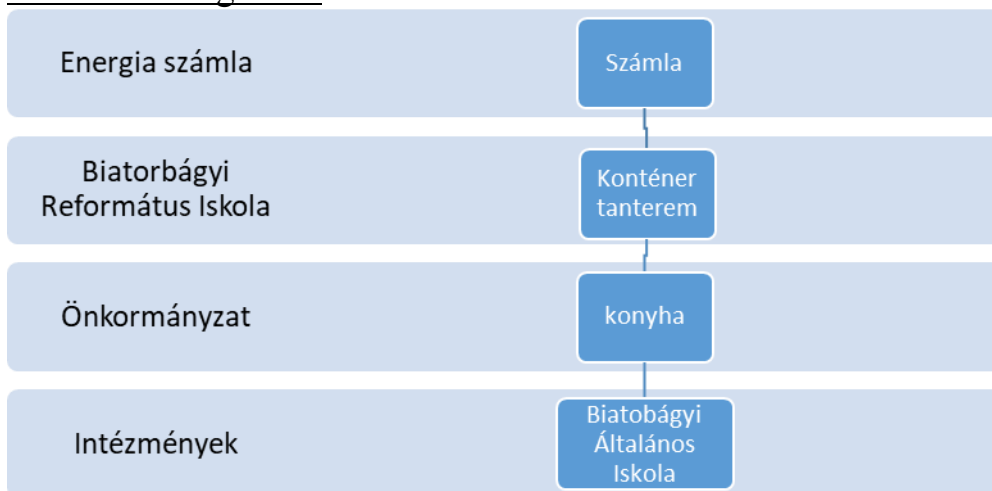 Energia számla
Számla
Biatorbágyi
Református Iskola
Konténer
tanterem
Önkormányzat
konyha
Intézmények
Biatobágyi
Általános
Iskola